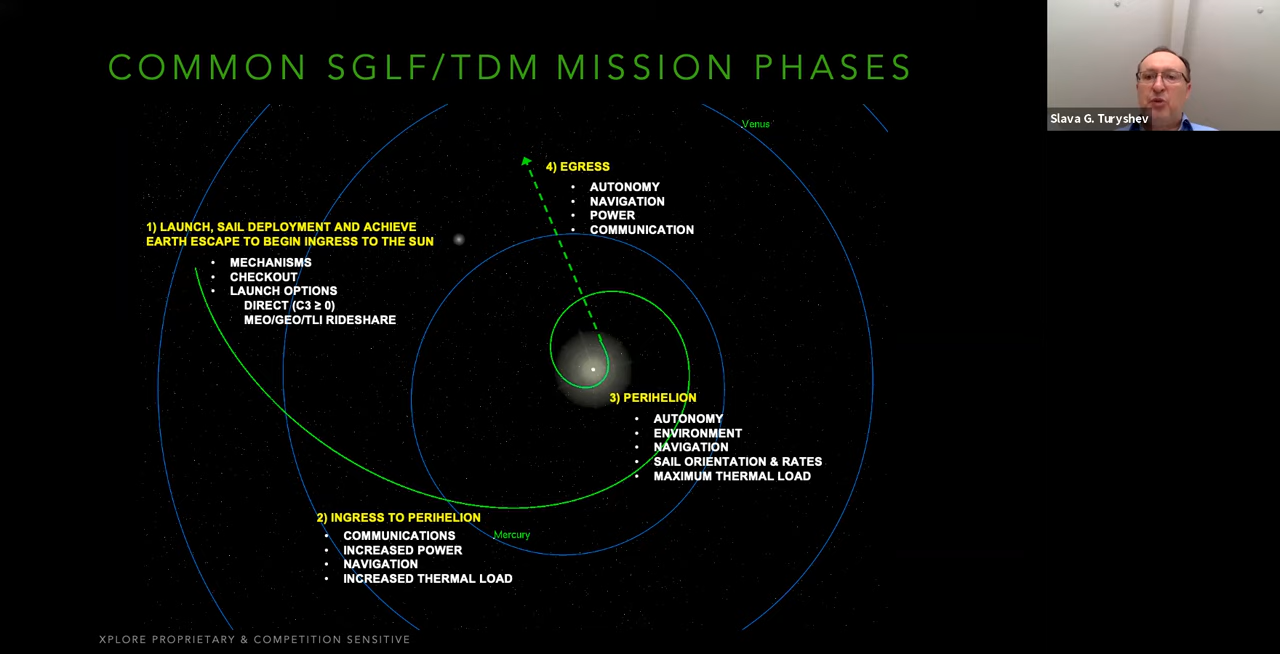 COMMON SGLF/TDM MISSION PHASES
Slava G. Turyshev
Venus
4) EGRESS
• AUTONOMY
• NAVIGATION
• POWER
• COMMUNICATION
1) LAUNCH, SAIL DEPLOYMENT AND ACHIEVE
EARTH ESCAPE TO BEGIN INGRESS TO THE SUN
• MECHANISMS
• CHECKOUT
• LAUNCH OPTIONS
DIRECT (C3 ≥ 0)
MEO/GEO/TLI RIDESHARE
3) PERIHELION
• AUTONOMY
• ENVIRONMENT
• NAVIGATION
• SAIL ORIENTATION & RATES
• MAXIMUM THERMAL LOAD
2) INGRESS TO PERIHELION
• COMMUNICATIONS
• INCREASED POWER
• NAVIGATION
• INCREASED THERMAL LOAD
Mercury
XPLORE PROPRIETARY & COMPETITION SENSITIVE